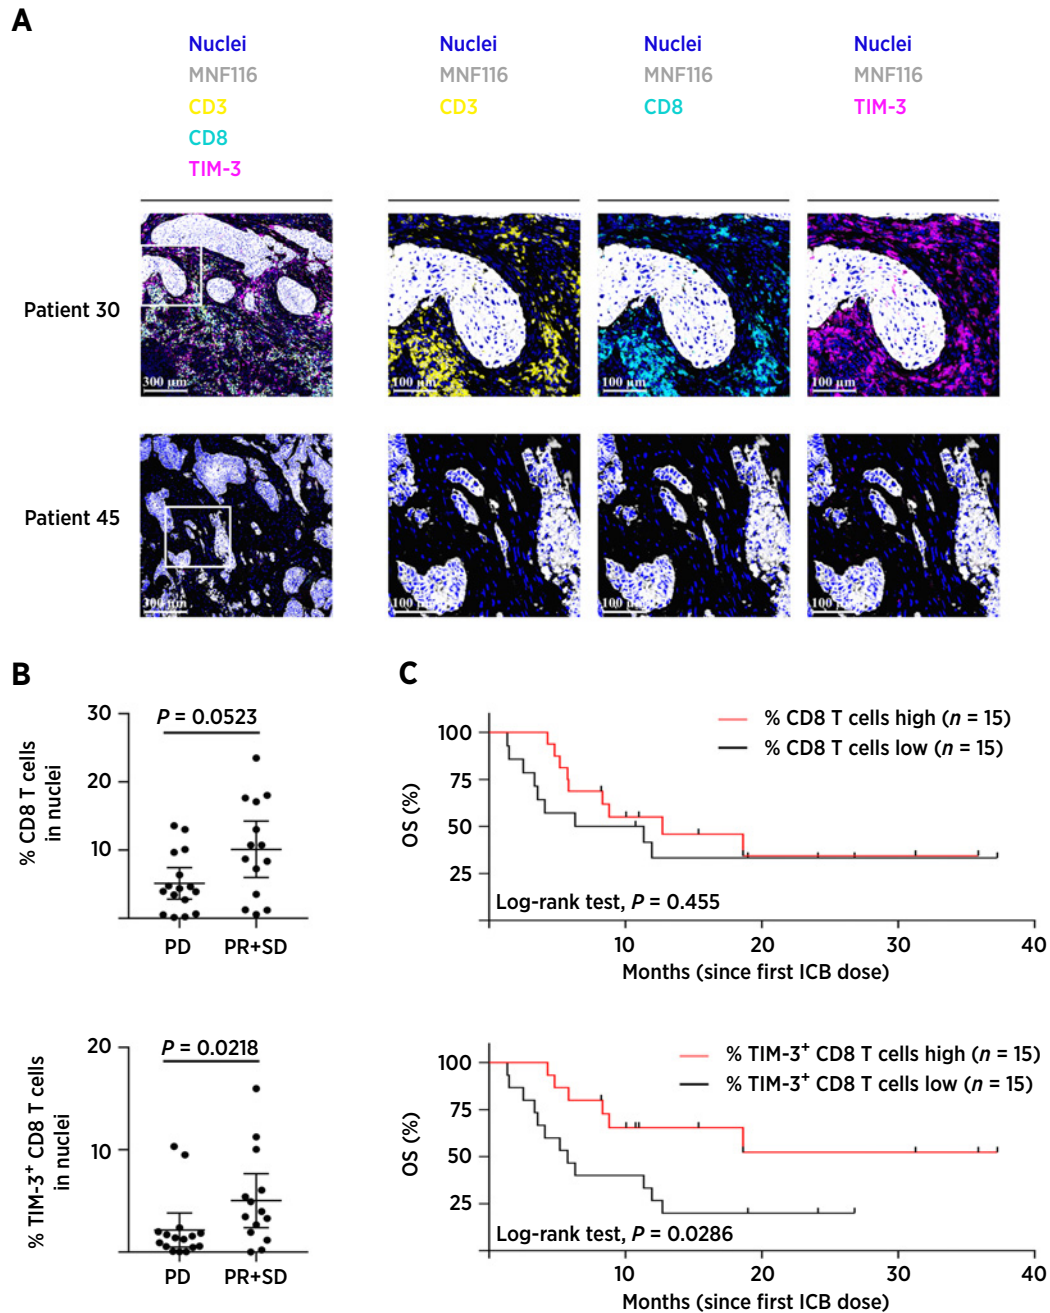 A
Nuclei
MNF116
CD3
CD8
TIM-3
Nuclei
MNF116
CD3
Nuclei
MNF116
CD8
Nuclei
MNF116
TIM-3
Patient 30
300 µm
100 µm
100 µm
100 µm
Patient 45
300 µm
100 µm
100 µm
100 µm
B
% CD8 T cells
in nuclei
30
20
10
P = 0.0523
PD
PR+SD
% TIM-3⁺ CD8 T cells
in nuclei
20
10
P = 0.0218
PD
PR+SD
C
OS (%)
100
75
50
25
% CD8 T cells high (n = 15)
% CD8 T cells low (n = 15)
Log-rank test, P = 0.455
10
20
30
40
Months (since first ICB dose)
OS (%)
100
75
50
25
% TIM-3⁺ CD8 T cells high (n = 15)
% TIM-3⁺ CD8 T cells low (n = 15)
Log-rank test, P = 0.0286
10
20
30
40
Months (since first ICB dose)